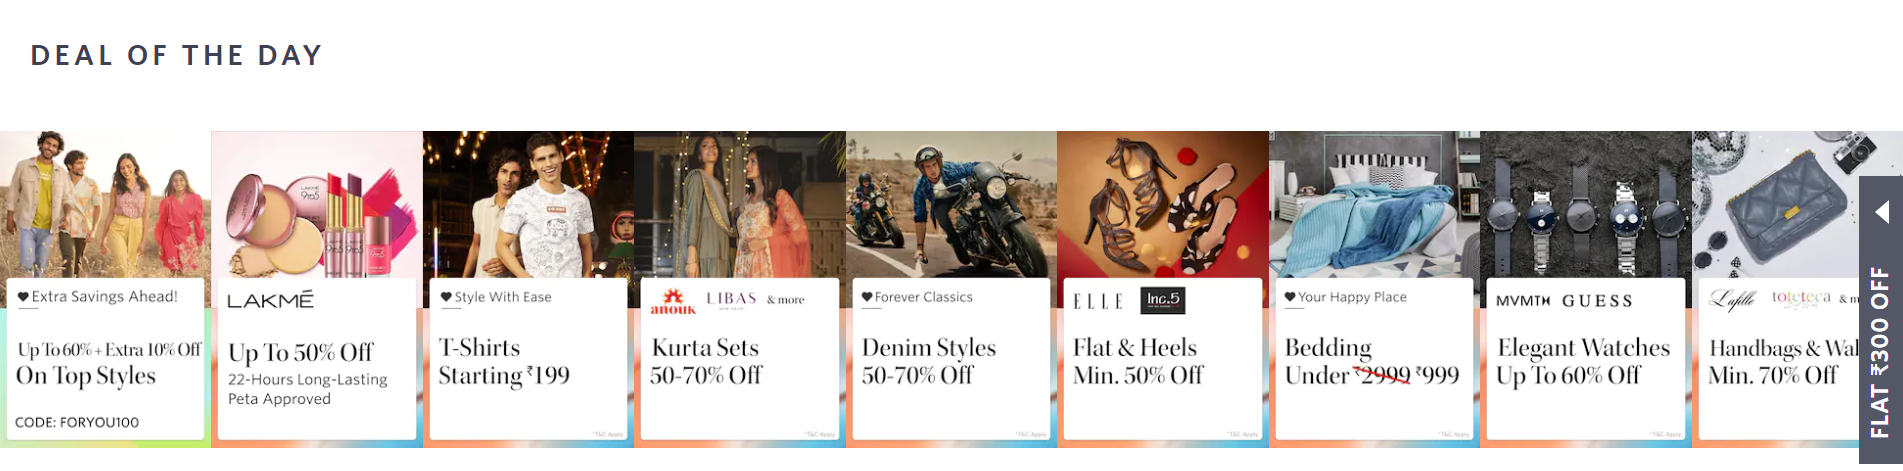 DEAL OF THE DAY
Extra Savings Ahead!
Up To 60% + Extra 10% Off
On Top Styles
CODE: FORYOU100
LAKMÉ
9to5
LAKMÉ
Up To 50% Off
22-Hours Long-Lasting
Peta Approved
Style With Ease
T-Shirts
Starting ₹199
*T&C Apply
anouk
LIBAS
& more
Kurta Sets
50-70% Off
*T&C Apply
Forever Classics
Denim Styles
50-70% Off
*T&C Apply
ELLE
Inc.5
Flat & Heels
Min. 50% Off
*T&C Apply
Your Happy Place
Bedding
Under ₹2999 ₹999
*T&C Apply
MVMTH GUESS
Elegant Watches
Up To 60% Off
*T&C Apply
Lafille
toteteca
& m
Handbags & Wal
Min. 70% Off
FLAT ₹300 OFF